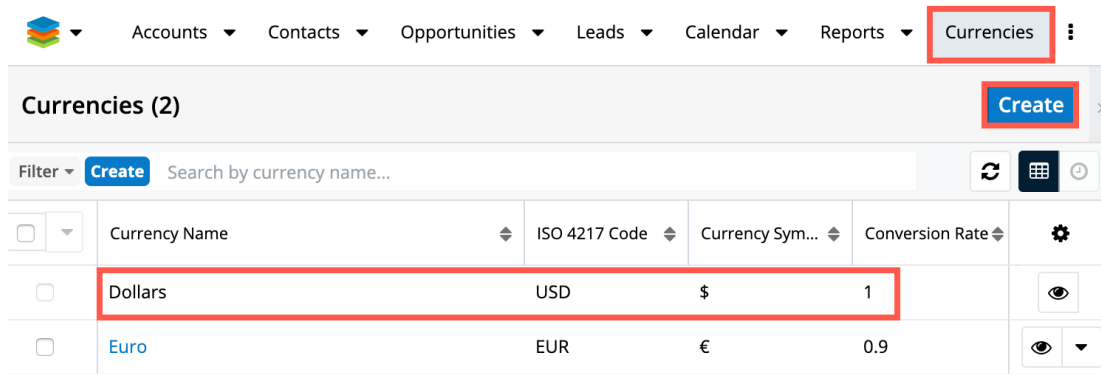 Accounts Contacts Opportunities Leads Calendar Reports Currencies
Currencies (2) Create
Filter Create Search by currency name...
Currency Name ISO 4217 Code Currency Sym... Conversion Rate
Dollars USD $ 1
Euro EUR € 0.9